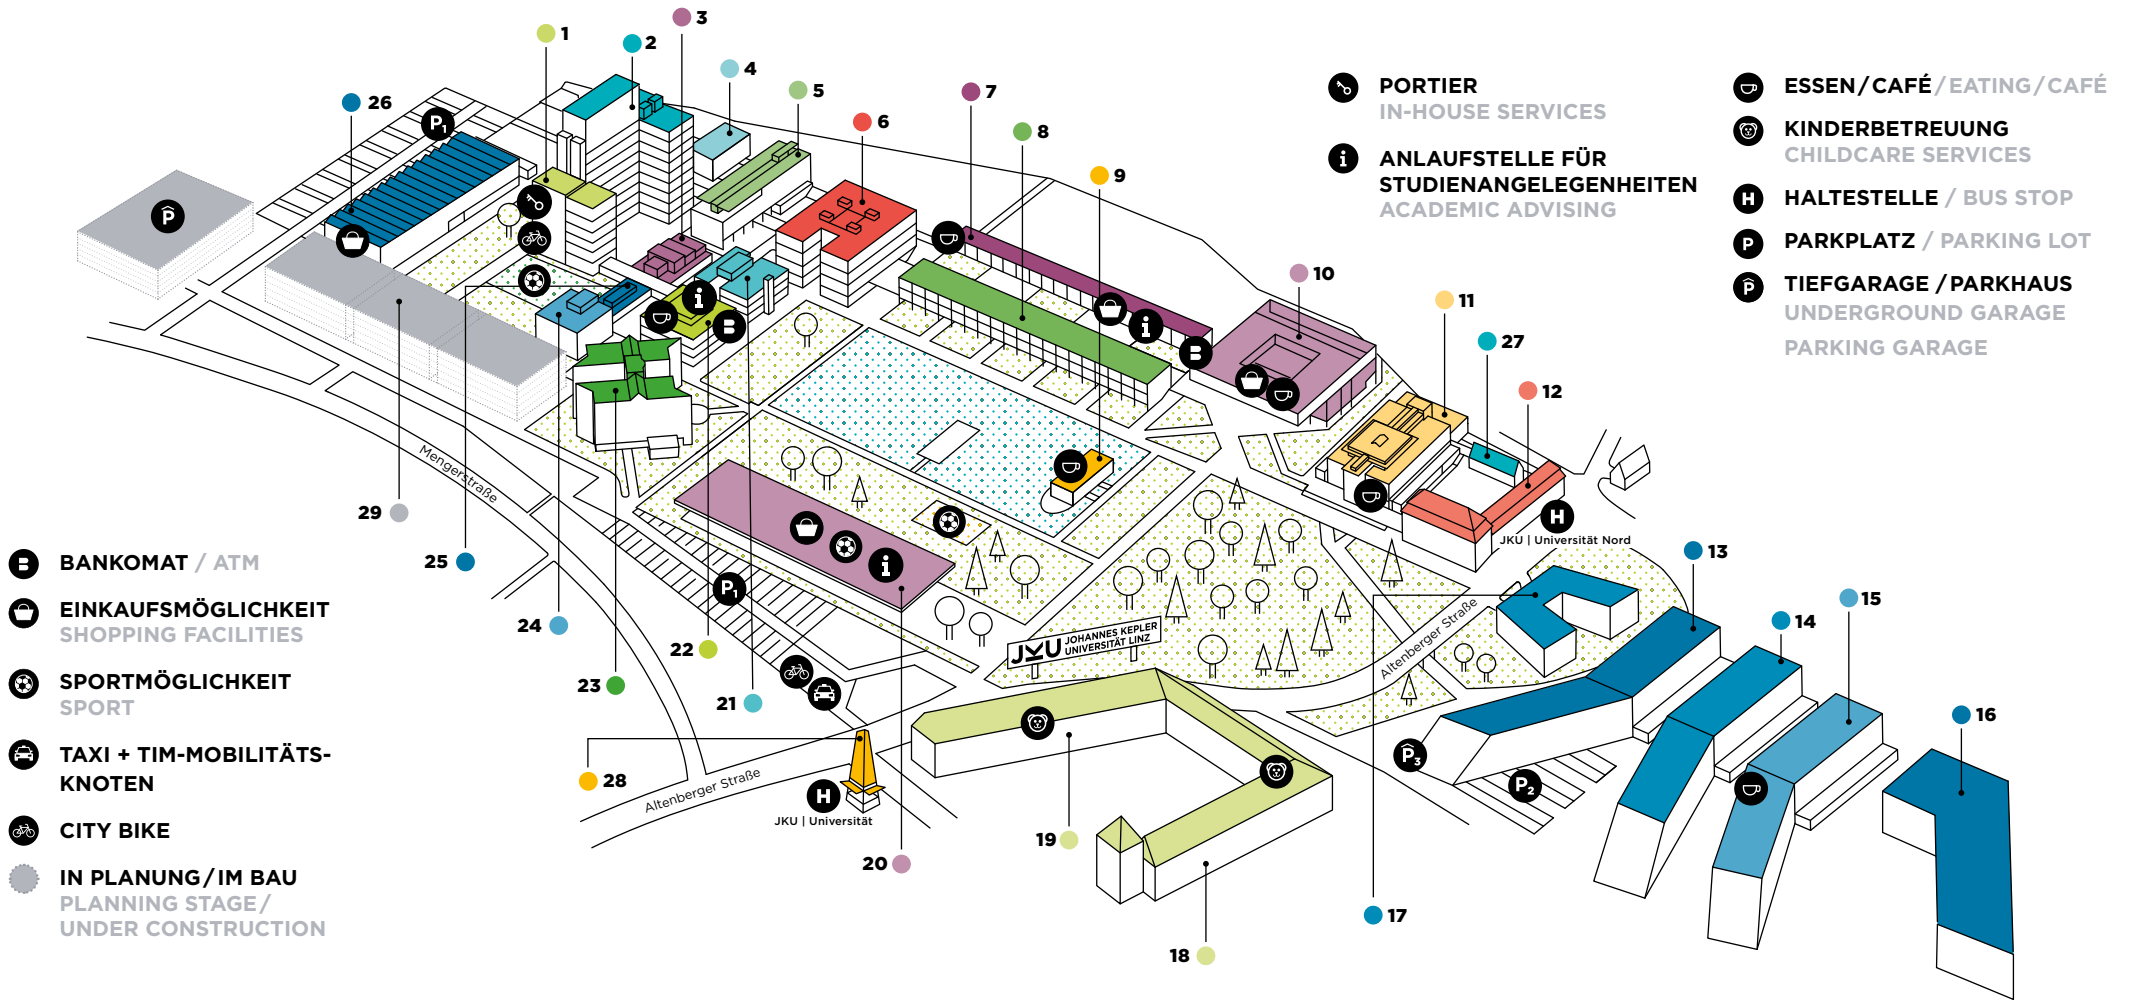 1
2
3
4
5
6
7
8
9
10
11
27
12
26
P1
P
PORTIER
IN-HOUSE SERVICES
i
ANLAUFSTELLE FÜR
STUDIENANGELEGENHEITEN
ACADEMIC ADVISING
ESSEN/CAFÉ/EATING/CAFÉ
KINDERBETREUUNG
CHILDCARE SERVICES
H
HALTESTELLE / BUS STOP
P
PARKPLATZ / PARKING LOT
P
TIEFGARAGE/PARKHAUS
UNDERGROUND GARAGE
PARKING GARAGE
i
B
i
B
Mengerstraße
29
25
24
23
22
21
28
20
19
18
17
13
14
15
16
i
P1
H
JKU | Universität Nord
JKU JOHANNES KEPLER
UNIVERSITÄT LINZ
Altenberger Straße
P3
P2
Altenberger Straße
H
JKU | Universität
B
BANKOMAT / ATM
EINKAUFSMÖGLICHKEIT
SHOPPING FACILITIES
SPORTMÖGLICHKEIT
SPORT
TAXI + TIM-MOBILITÄTS-
KNOTEN
CITY BIKE
IN PLANUNG/IM BAU
PLANNING STAGE/
UNDER CONSTRUCTION